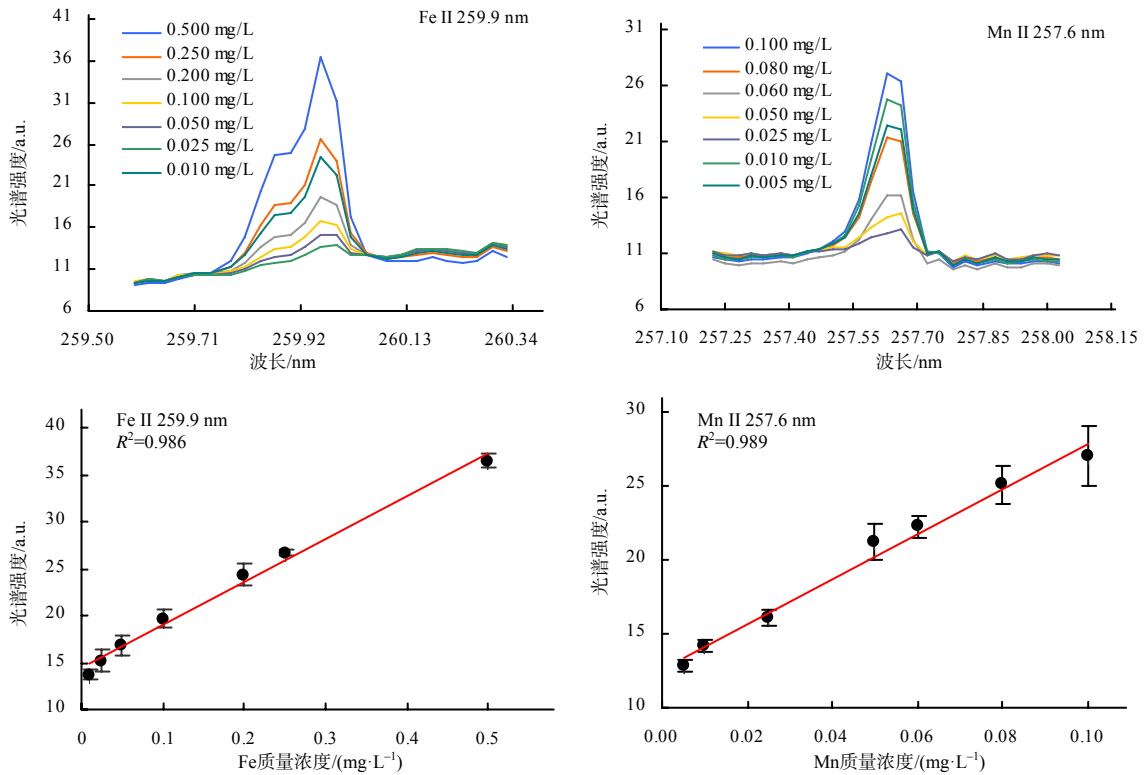 Fe II 259.9 nm
0.500 mg/L
0.250 mg/L
0.200 mg/L
0.100 mg/L
0.050 mg/L
0.025 mg/L
0.010 mg/L
41
36
31
26
21
16
11
6
光谱强度/a.u.
259.50 259.71 259.92 260.13 260.34
波长/nm
Mn II 257.6 nm
0.100 mg/L
0.080 mg/L
0.060 mg/L
0.050 mg/L
0.025 mg/L
0.010 mg/L
0.005 mg/L
31
26
21
16
11
6
光谱强度/a.u.
257.10 257.25 257.40 257.55 257.70 257.85 258.00 258.15
波长/nm
Fe II 259.9 nm
R²=0.986
40
35
30
25
20
15
10
光谱强度/a.u.
0 0.1 0.2 0.3 0.4 0.5
Fe质量浓度/(mg·L⁻¹)
Mn II 257.6 nm
R²=0.989
30
25
20
15
10
光谱强度/a.u.
0.00 0.02 0.04 0.06 0.08 0.10
Mn质量浓度/(mg·L⁻¹)